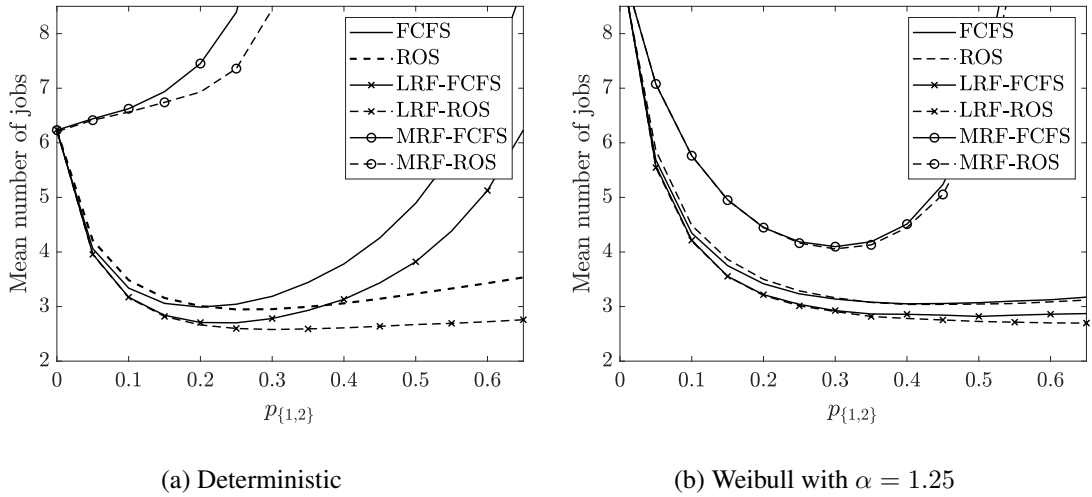 Mean number of jobs
8
7
6
5
4
3
2
0
0.1
0.2
0.3
0.4
0.5
0.6
p{1,2}
FCFS
ROS
LRF-FCFS
LRF-ROS
MRF-FCFS
MRF-ROS
(a) Deterministic
Mean number of jobs
8
7
6
5
4
3
2
0
0.1
0.2
0.3
0.4
0.5
0.6
p{1,2}
FCFS
ROS
LRF-FCFS
LRF-ROS
MRF-FCFS
MRF-ROS
(b) Weibull with α = 1.25